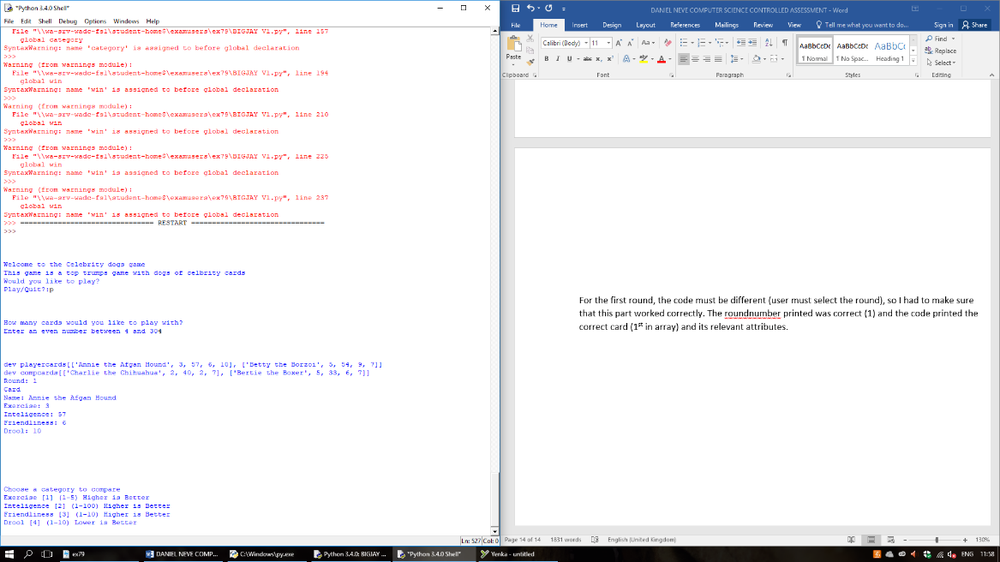 *Python 3.4.0 Shell*
File Edit Shell Debug Options Windows Help
File "\\wa-srv-wadc-fs1\student-home$\examusers\ex79\BIGJAY V1.py", line 157
global category
SyntaxWarning: name 'category' is assigned to before global declaration
>>>
Warning (from warnings module):
File "\\wa-srv-wadc-fs1\student-home$\examusers\ex79\BIGJAY V1.py", line 194
global win
SyntaxWarning: name 'win' is assigned to before global declaration
>>>
Warning (from warnings module):
File "\\wa-srv-wadc-fs1\student-home$\examusers\ex79\BIGJAY V1.py", line 210
global win
SyntaxWarning: name 'win' is assigned to before global declaration
>>>
Warning (from warnings module):
File "\\wa-srv-wadc-fs1\student-home$\examusers\ex79\BIGJAY V1.py", line 225
global win
SyntaxWarning: name 'win' is assigned to before global declaration
>>>
Warning (from warnings module):
File "\\wa-srv-wadc-fs1\student-home$\examusers\ex79\BIGJAY V1.py", line 237
global win
SyntaxWarning: name 'win' is assigned to before global declaration
>>> ================================ RESTART ================================
>>>
Welcome to the Celebrity dogs game
This game is a top trumps game with dogs of celbrity cards
Would you like to play?
Play/Quit?:p
How many cards would you like to play with?
Enter an even number between 4 and 304
dev playercards[['Annie the Afgan Hound', 3, 57, 6, 10], ['Betty the Borzoi', 5, 54, 9, 7]]
dev compcards[['Charlie the Chihuahua', 2, 40, 2, 7], ['Bertie the Boxer', 5, 33, 6, 7]]
Round: 1
Card
Name: Annie the Afgan Hound
Exercise: 3
Inteligence: 57
Friendliness: 6
Drool: 10
Choose a category to compare
Exercise [1] (1-5) Higher is Better
Inteligence [2] (1-100) Higher is Better
Friendliness [3] (1-10) Higher is Better
Drool [4] (1-10) Lower is Better
Ln: 527 Col: 0
DANIEL NEVE COMPUTER SCIENCE CONTROLLED ASSESSMENT - Word
File Home Insert Design Layout References Mailings Review View Tell me what you want to do... Sign in Share
Paste
Calibri (Body) 11
B I U abc x₂ x²
AaBbCcDc AaBbCcDc AaBbCc
¶ Normal ¶ No Spac... Heading 1
Find
Replace
Select
Clipboard Font Paragraph Styles Editing
For the first round, the code must be different (user must select the round), so I had to make sure
that this part worked correctly. The roundnumber printed was correct (1) and the code printed the
correct card (1st in array) and its relevant attributes.
Page 14 of 14 1831 words English (United Kingdom) 130%
ex79 DANIEL NEVE COMP... C:\Windows\py.exe Python 3.4.0: BIGJAY ... *Python 3.4.0 Shell* Yenka - untitled ENG 11:58